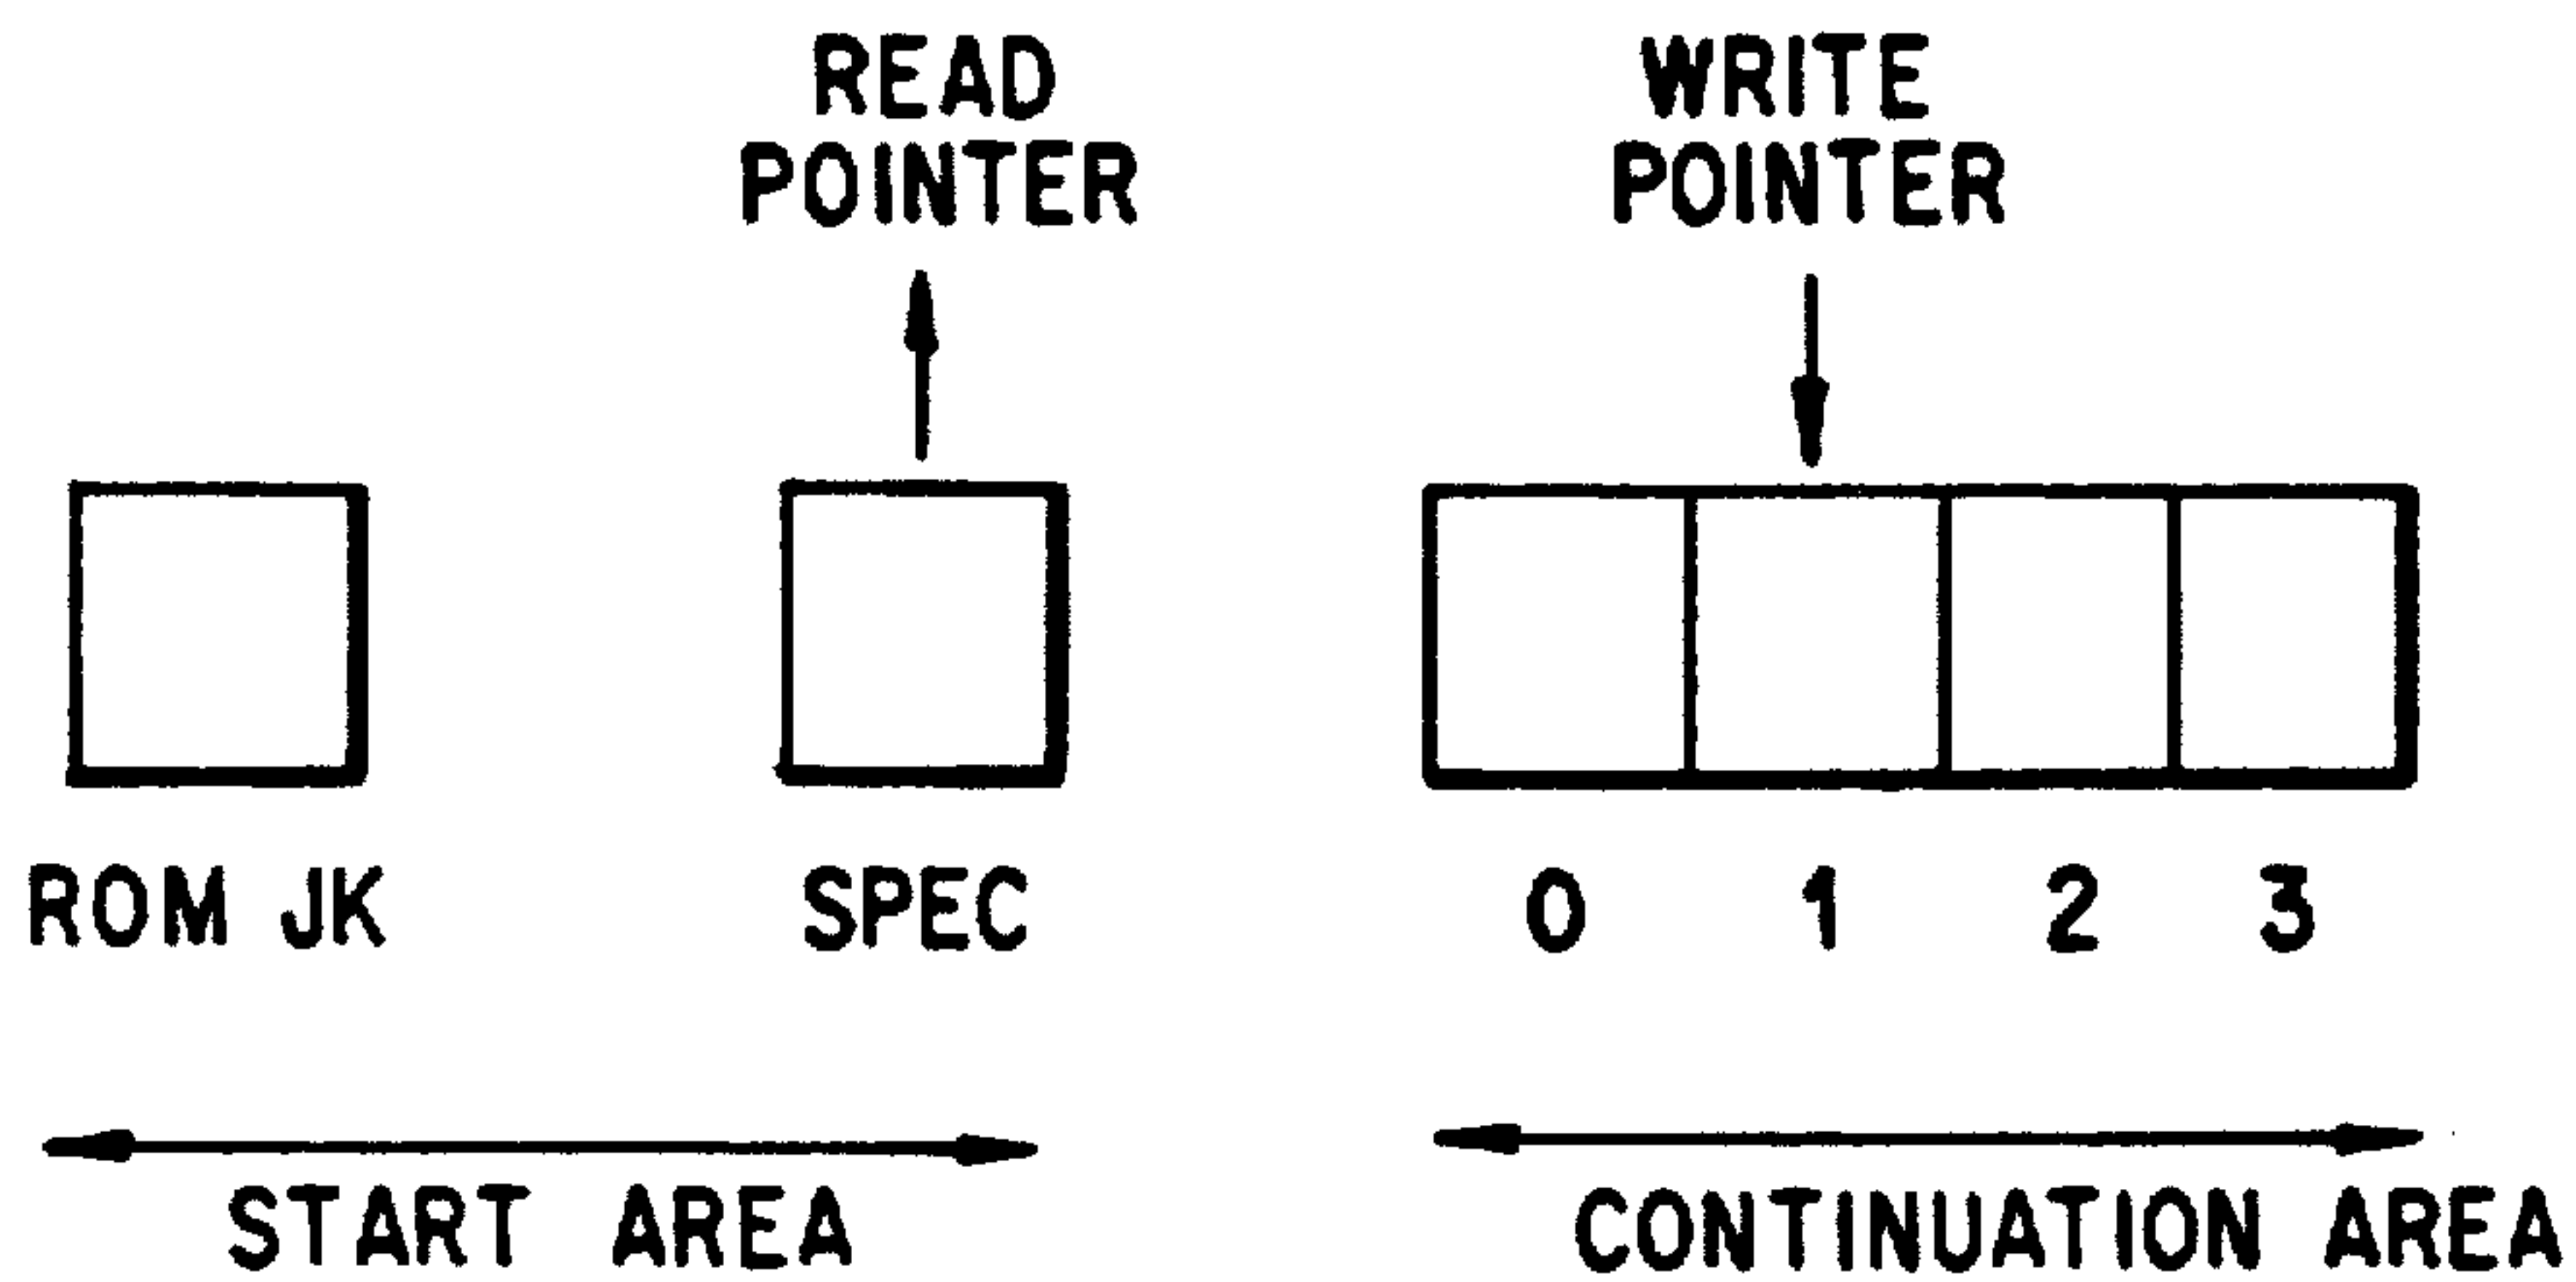 READ
POINTER
WRITE
POINTER
ROM JK
SPEC
0 1 2 3
START AREA
CONTINUATION AREA